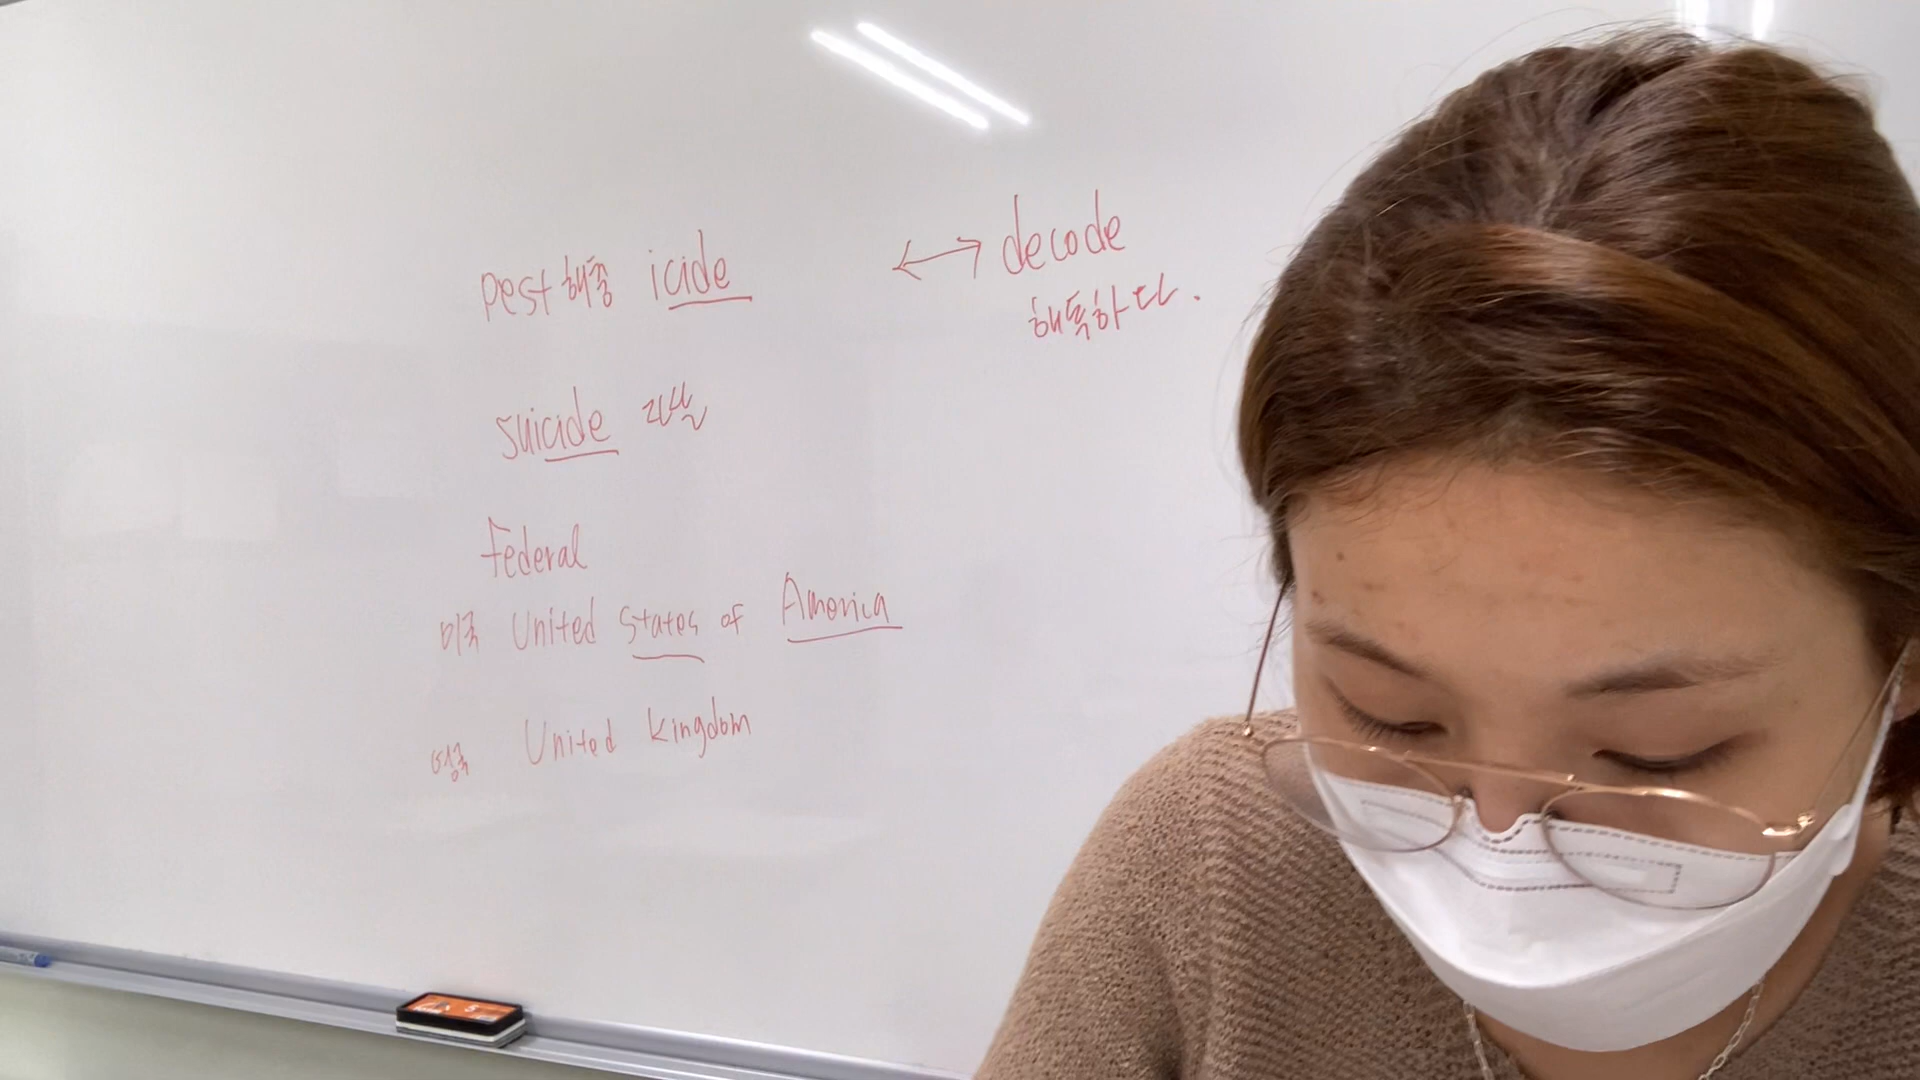 pest 해충 icide
↔ decode
해독하다.
suicide 자살
Federal
미국 United States of America
영국 United Kingdom